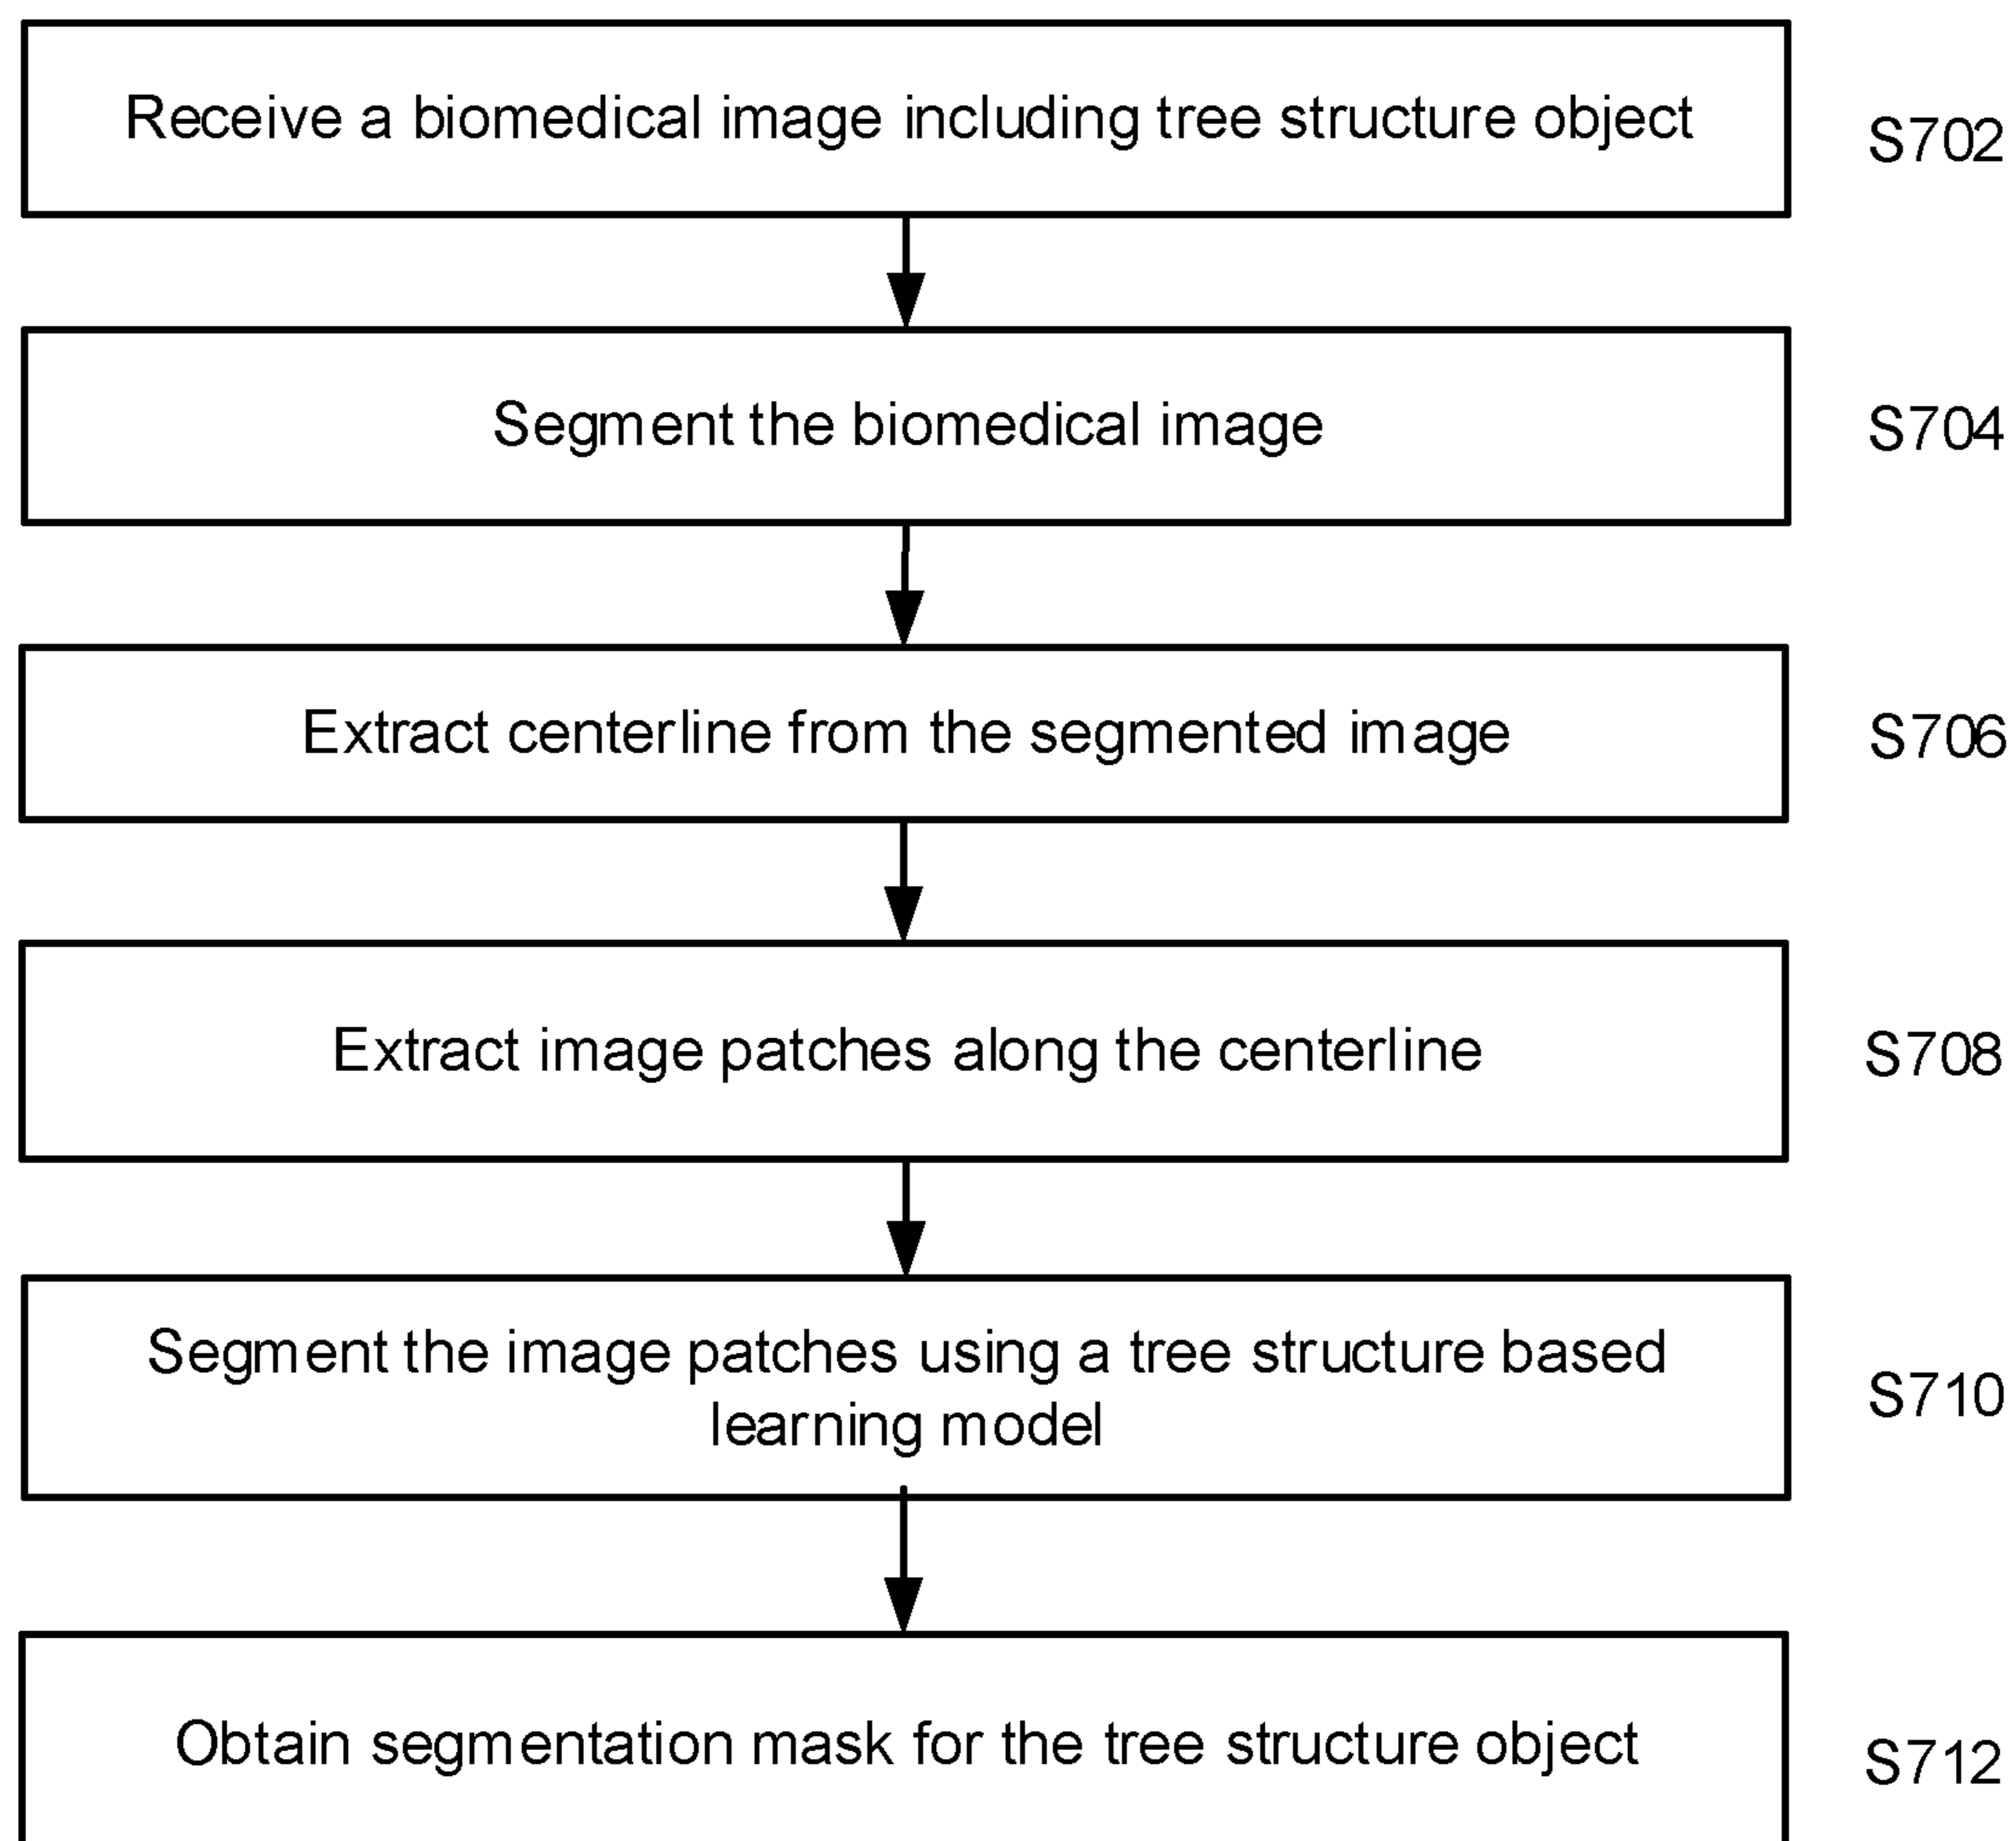 Receive a biomedical image including tree structure object
S702
Segment the biomedical image
S704
Extract centerline from the segmented image
S706
Extract image patches along the centerline
S708
Segment the image patches using a tree structure based
learning model
S710
Obtain segmentation mask for the tree structure object
S712